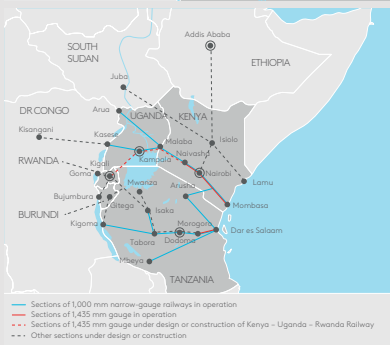 Addis Ababa
SOUTH
SUDAN
ETHIOPIA
Juba
DR CONGO
Arua
UGANDA
KENYA
Kisangani
Kasese
Malaba
Isiolo
Kampala
Naivasha
RWANDA
Kigali
Nairobi
Goma
Mwanza
Arusha
Lamu
Bujumbura
Gitega
Isaka
Mombasa
BURUNDI
Kigoma
Morogoro
Dar es Salaam
Tabora
Dodoma
Mbeya
TANZANIA
Sections of 1,000 mm narrow-gauge railways in operation
Sections of 1,435 mm gauge in operation
Sections of 1,435 mm gauge under design or construction of Kenya – Uganda – Rwanda Railway
Other sections under design or construction